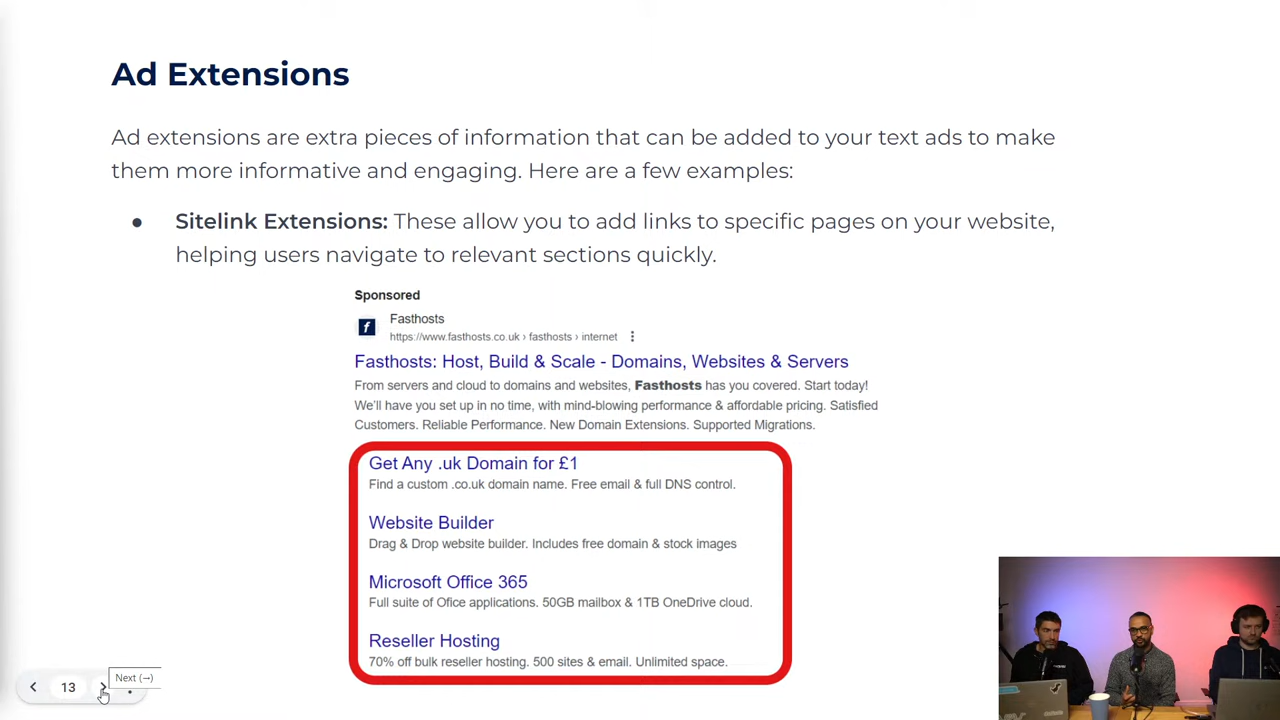 Ad Extensions
Ad extensions are extra pieces of information that can be added to your text ads to make
them more informative and engaging. Here are a few examples:
● Sitelink Extensions: These allow you to add links to specific pages on your website,
helping users navigate to relevant sections quickly.
Sponsored
f
Fasthosts
https://www.fasthosts.co.uk › fasthosts › internet
Fasthosts: Host, Build & Scale - Domains, Websites & Servers
From servers and cloud to domains and websites, Fasthosts has you covered. Start today!
We'll have you set up in no time, with mind-blowing performance & affordable pricing. Satisfied
Customers. Reliable Performance. New Domain Extensions. Supported Migrations.
Get Any .uk Domain for £1
Find a custom .co.uk domain name. Free email & full DNS control.
Website Builder
Drag & Drop website builder. Includes free domain & stock images
Microsoft Office 365
Full suite of Ofice applications. 50GB mailbox & 1TB OneDrive cloud.
Reseller Hosting
70% off bulk reseller hosting. 500 sites & email. Unlimited space.
13
Next (→)